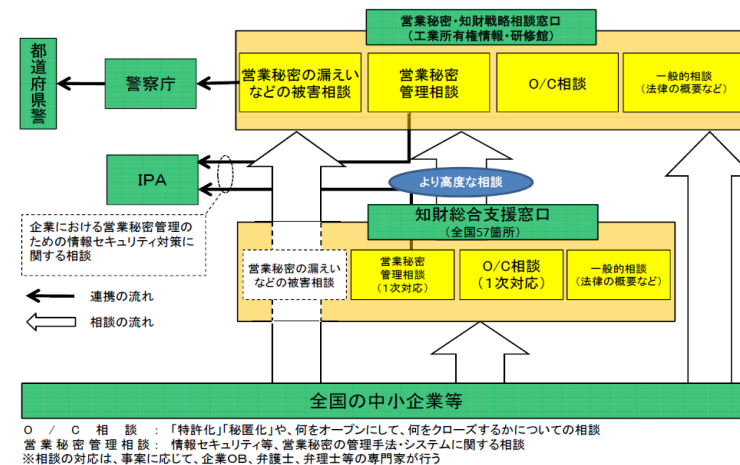 営業秘密・知財戦略相談窓口
(工業所有権情報・研修館)
都道府県警
警察庁
営業秘密の漏えい
などの被害相談
営業秘密
管理相談
O/C相談
一般的相談
(法律の概要など)
IPA
より高度な相談
知財総合支援窓口
(全国57箇所)
企業における営業秘密管理の
ための情報セキュリティ対策に
関する相談
営業秘密の漏えい
などの被害相談
営業秘密
管理相談
(1次対応)
O/C相談
(1次対応)
一般的相談
(法律の概要など)
連携の流れ
相談の流れ
全国の中小企業等
O/C相談:「特許化」「秘匿化」や、何をオープンにして、何をクローズするかについての相談
営業秘密管理相談:情報セキュリティ等、営業秘密の管理手法・システムに関する相談
※相談の対応は、事案に応じて、企業OB、弁護士、弁理士等の専門家が行う